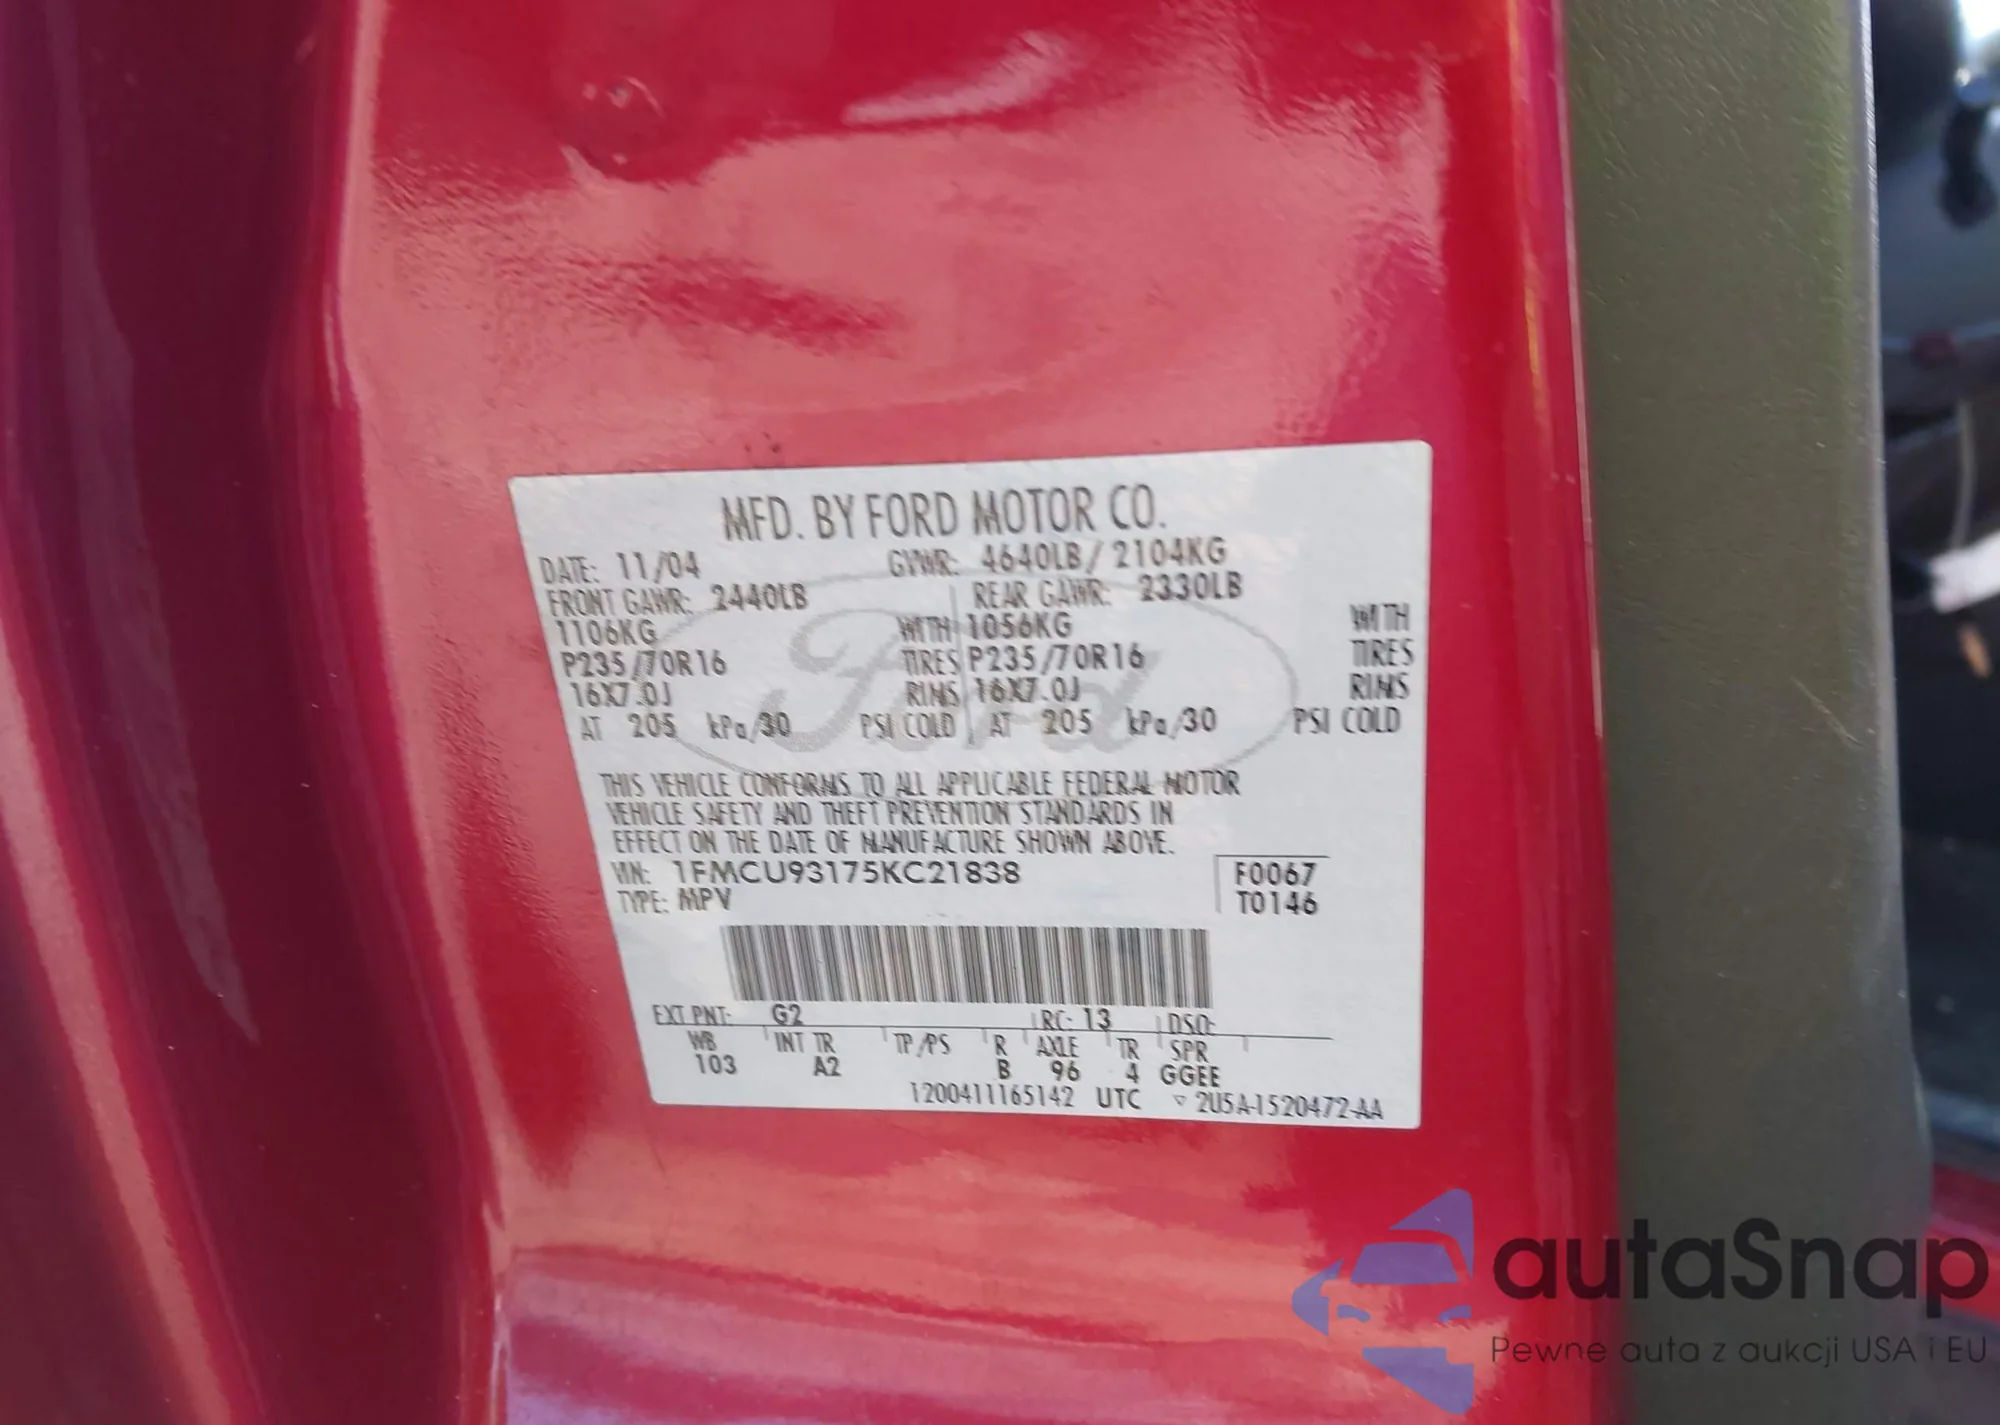 MFD. BY FORD MOTOR CO.
DATE: 11/04 GVWR: 4640LB / 2104KG
FRONT GAWR: 2440LB REAR GAWR: 2330LB
1106KG WITH 1056KG WITH
P235/70R16 TIRES P235/70R16 TIRES
16X7.0J RIMS 16X7.0J RIMS
AT 205 kPa/30 PSI COLD AT 205 kPa/30 PSI COLD
Ford
THIS VEHICLE CONFORMS TO ALL APPLICABLE FEDERAL MOTOR
VEHICLE SAFETY AND THEFT PREVENTION STANDARDS IN
EFFECT ON THE DATE OF MANUFACTURE SHOWN ABOVE.
VIN: 1FMCU93175KC21838 F0067
TYPE: MPV T0146
EXT PNT: G2 RC: 13 DSO:
WB INT TR TP/PS R AXLE TR SPR
103 A2 B 96 4 GGEE
1200411165142 UTC ▽ 2U5A-1520472-AA
autaSnap
Pewne auta z aukcji USA i EU